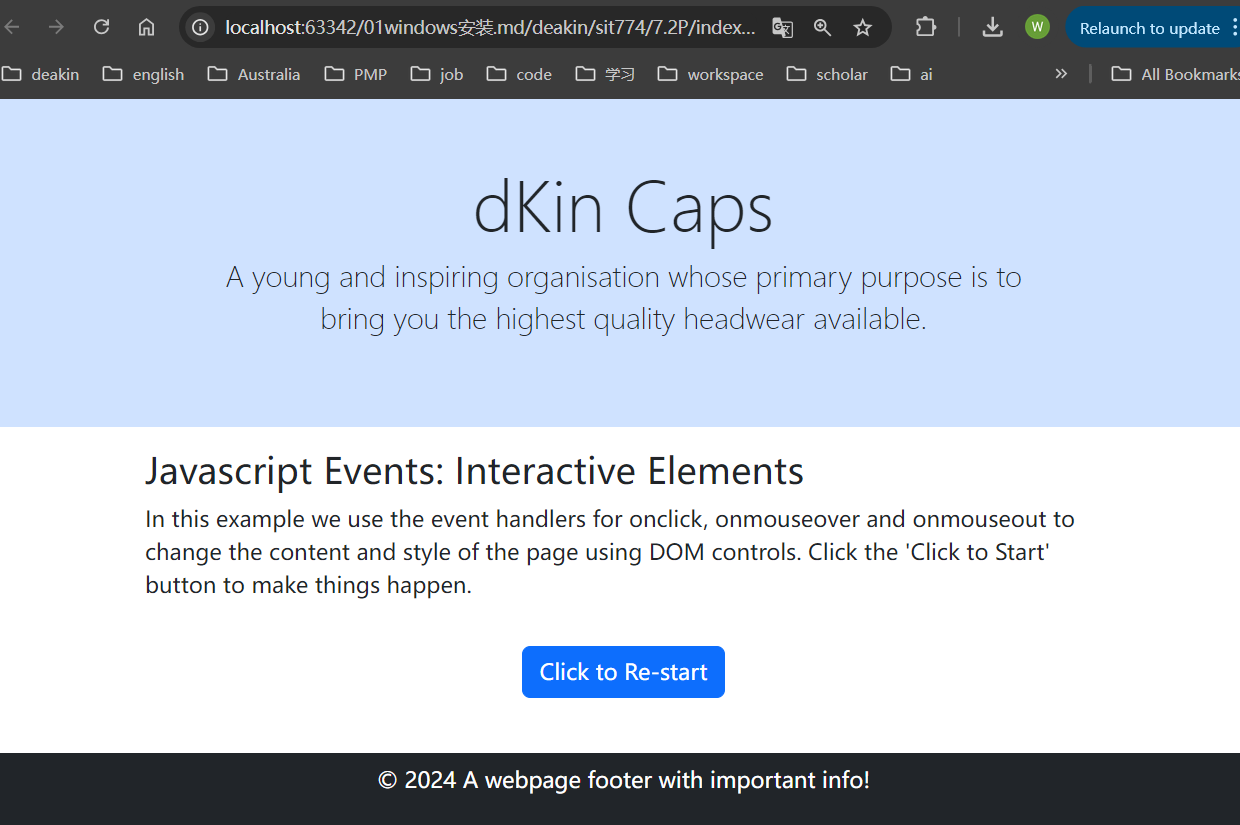 localhost:63342/01windows安装.md/deakin/sit774/7.2P/index...
W
Relaunch to update
deakin
english
Australia
PMP
job
code
学习
workspace
scholar
ai
»
All Bookmarks
dKin Caps
A young and inspiring organisation whose primary purpose is to
bring you the highest quality headwear available.
Javascript Events: Interactive Elements
In this example we use the event handlers for onclick, onmouseover and onmouseout to
change the content and style of the page using DOM controls. Click the 'Click to Start'
button to make things happen.
Click to Re-start
© 2024 A webpage footer with important info!